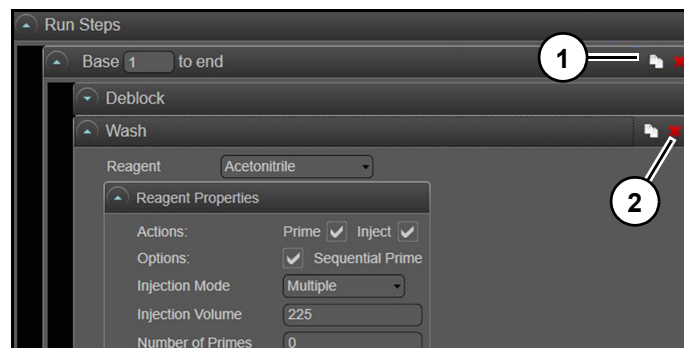 Run Steps
Base 1 to end
1
Deblock
Wash
2
Reagent Acetonitrile
Reagent Properties
Actions: Prime Inject
Options: Sequential Prime
Injection Mode Multiple
Injection Volume 225
Number of Primes 0